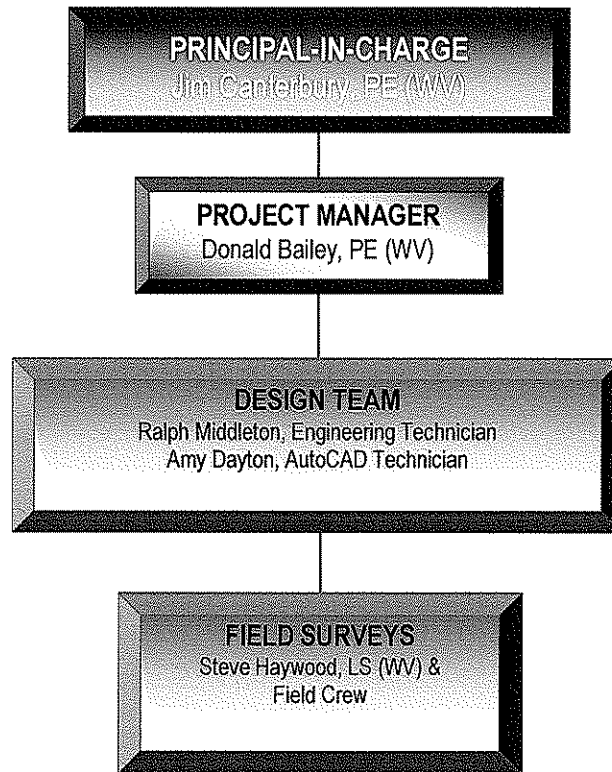 PRINCIPAL-IN-CHARGE
Jim Canterbury, PE (WV)
PROJECT MANAGER
Donald Bailey, PE (WV)
DESIGN TEAM
Ralph Middleton, Engineering Technician
Amy Dayton, AutoCAD Technician
FIELD SURVEYS
Steve Haywood, LS (WV) &
Field Crew